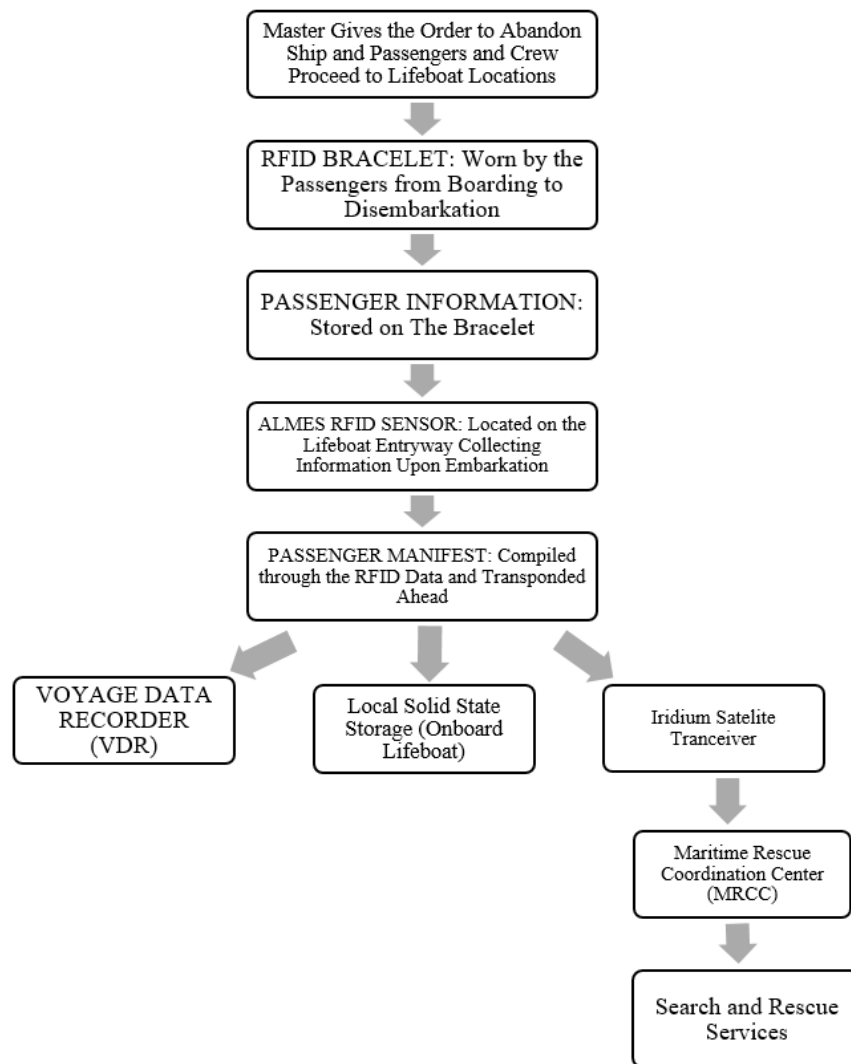 Master Gives the Order to Abandon
Ship and Passengers and Crew
Proceed to Lifeboat Locations
RFID BRACELET: Worn by the
Passengers from Boarding to
Disembarkation
PASSENGER INFORMATION:
Stored on The Bracelet
ALMES RFID SENSOR: Located on the
Lifeboat Entryway Collecting
Information Upon Embarkation
PASSENGER MANIFEST: Compiled
through the RFID Data and Transponded
Ahead
VOYAGE DATA
RECORDER
(VDR)
Local Solid State
Storage (Onboard
Lifeboat)
Iridium Satelite
Tranceiver
Maritime Rescue
Coordination Center
(MRCC)
Search and Rescue
Services